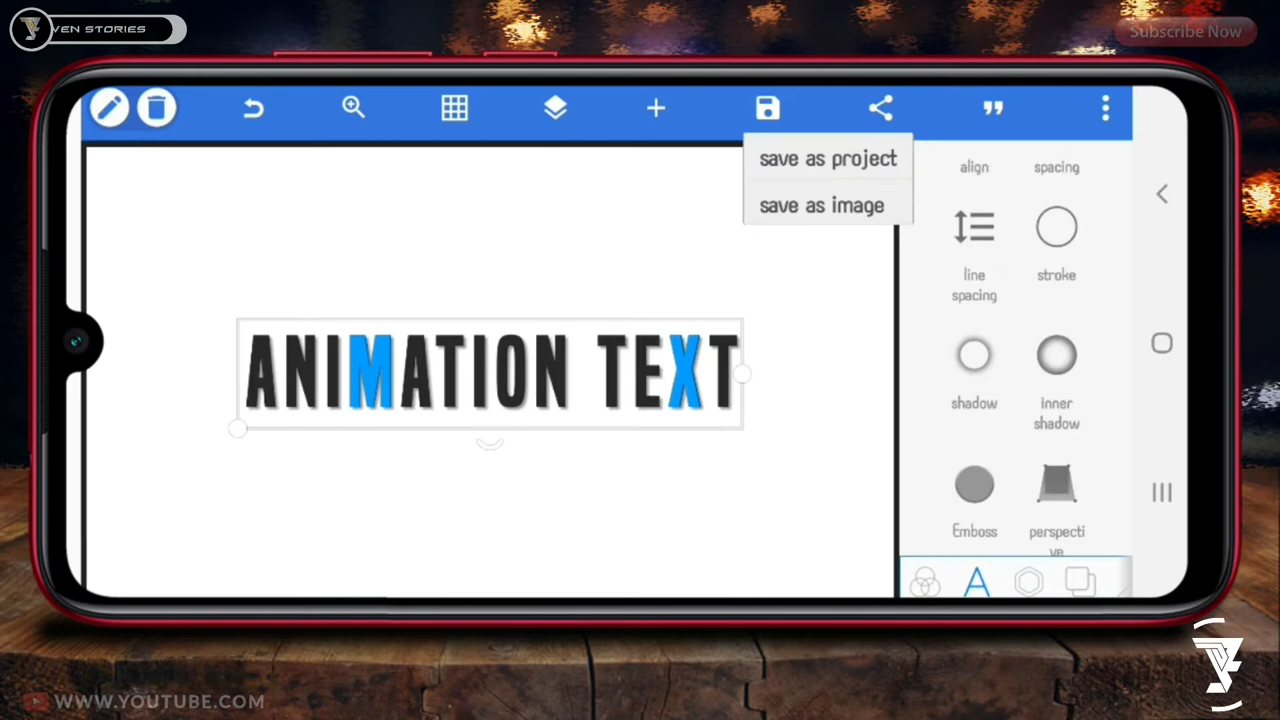 VEN STORIES
Subscribe Now
save as project
save as image
align
spacing
line
spacing
stroke
ANIMATION TEXT
shadow
inner
shadow
Emboss
perspecti
ve
WWW.YOUTUBE.COM